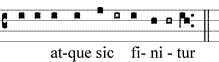 at-que sic fi- ni - tur